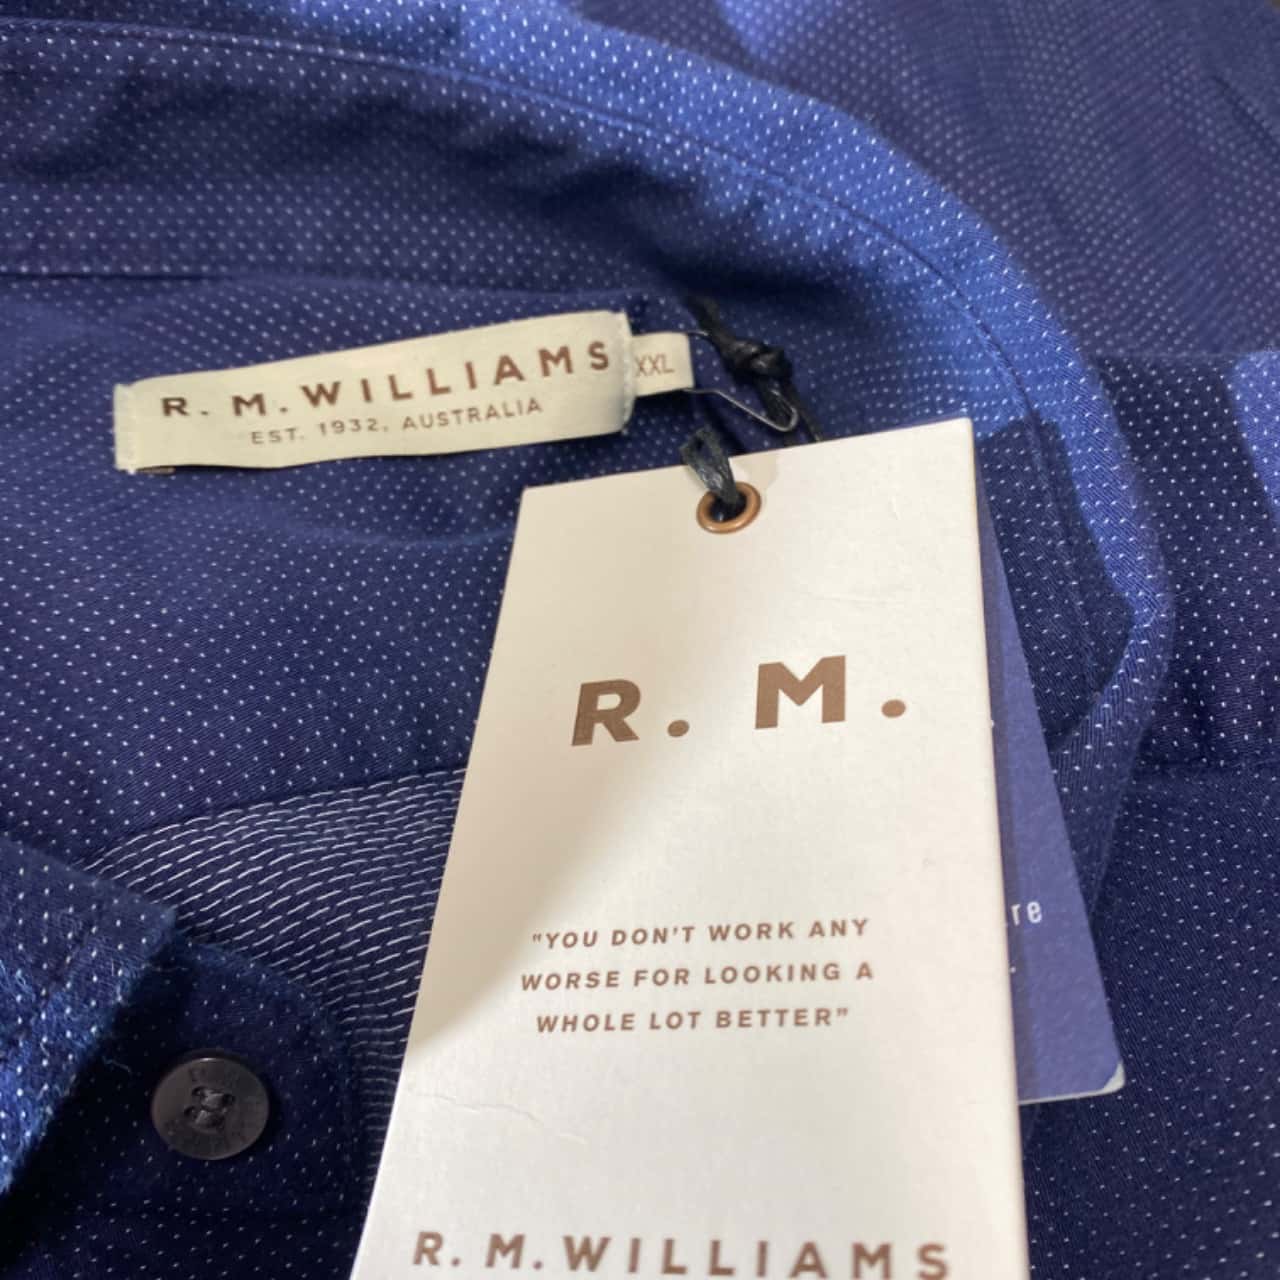 R. M. WILLIAMS
EST. 1932, AUSTRALIA
XXL
R. M.
"YOU DON'T WORK ANY
WORSE FOR LOOKING A
WHOLE LOT BETTER"
R. M. WILLIAMS